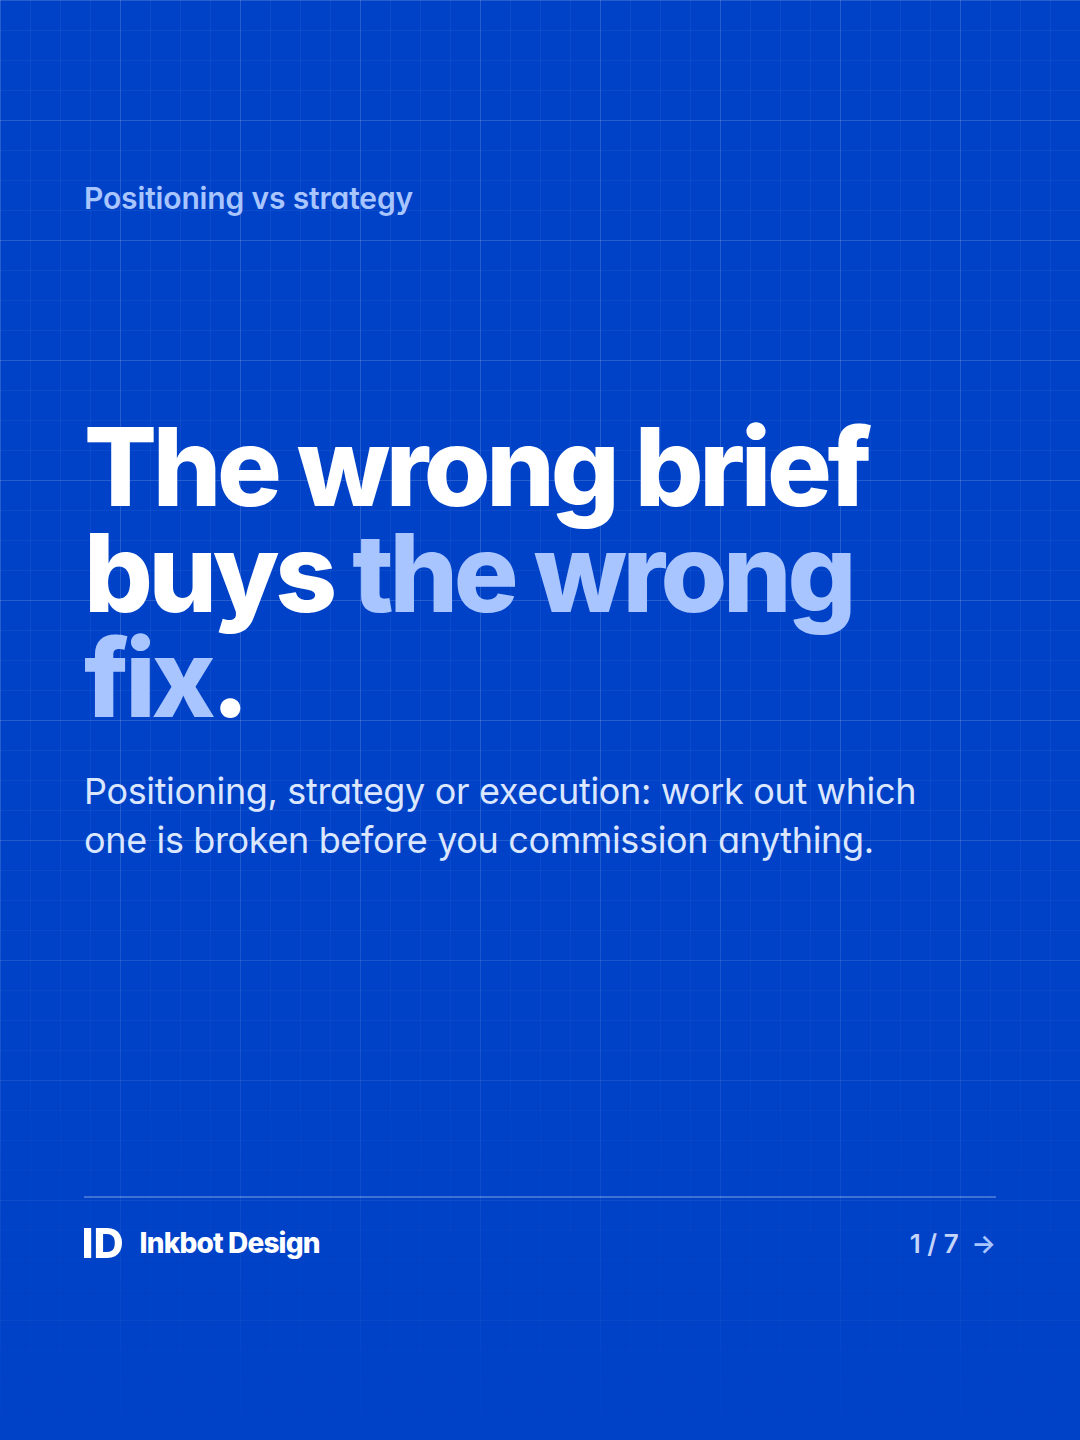 Positioning vs strategy
The wrong brief
buys the wrong
fix.
Positioning, strategy or execution: work out which
one is broken before you commission anything.
ID Inkbot Design
1 / 7 →